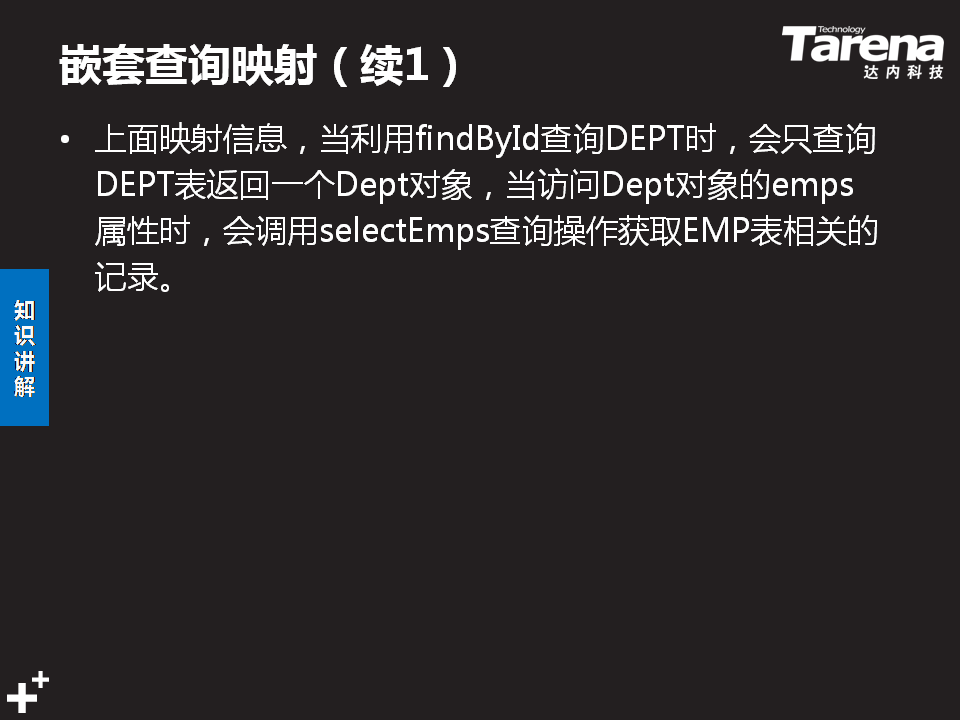 嵌套查询映射（续1）
Technology
Tarena
达内科技
• 上面映射信息，当利用findById查询DEPT时，会只查询
DEPT表返回一个Dept对象，当访问Dept对象的emps
属性时，会调用selectEmps查询操作获取EMP表相关的
记录。
知
识
讲
解